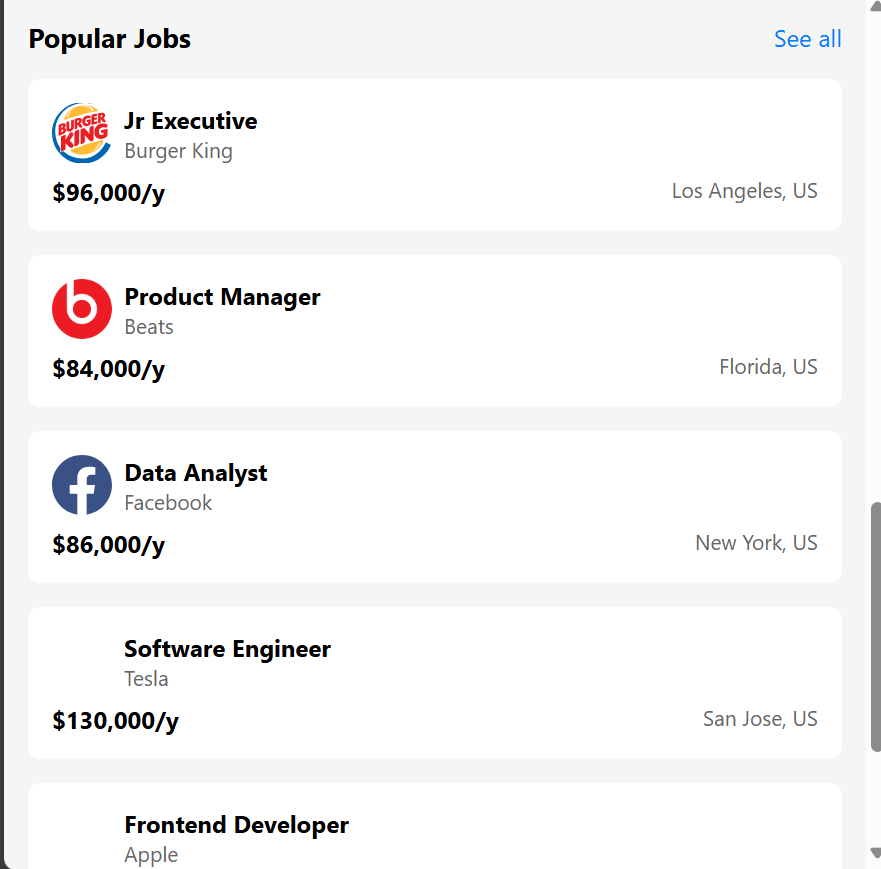 Popular Jobs
See all
BURGER
KING
Jr Executive
Burger King
$96,000/y
Los Angeles, US
b
Product Manager
Beats
$84,000/y
Florida, US
f
Data Analyst
Facebook
$86,000/y
New York, US
Software Engineer
Tesla
$130,000/y
San Jose, US
Frontend Developer
Apple